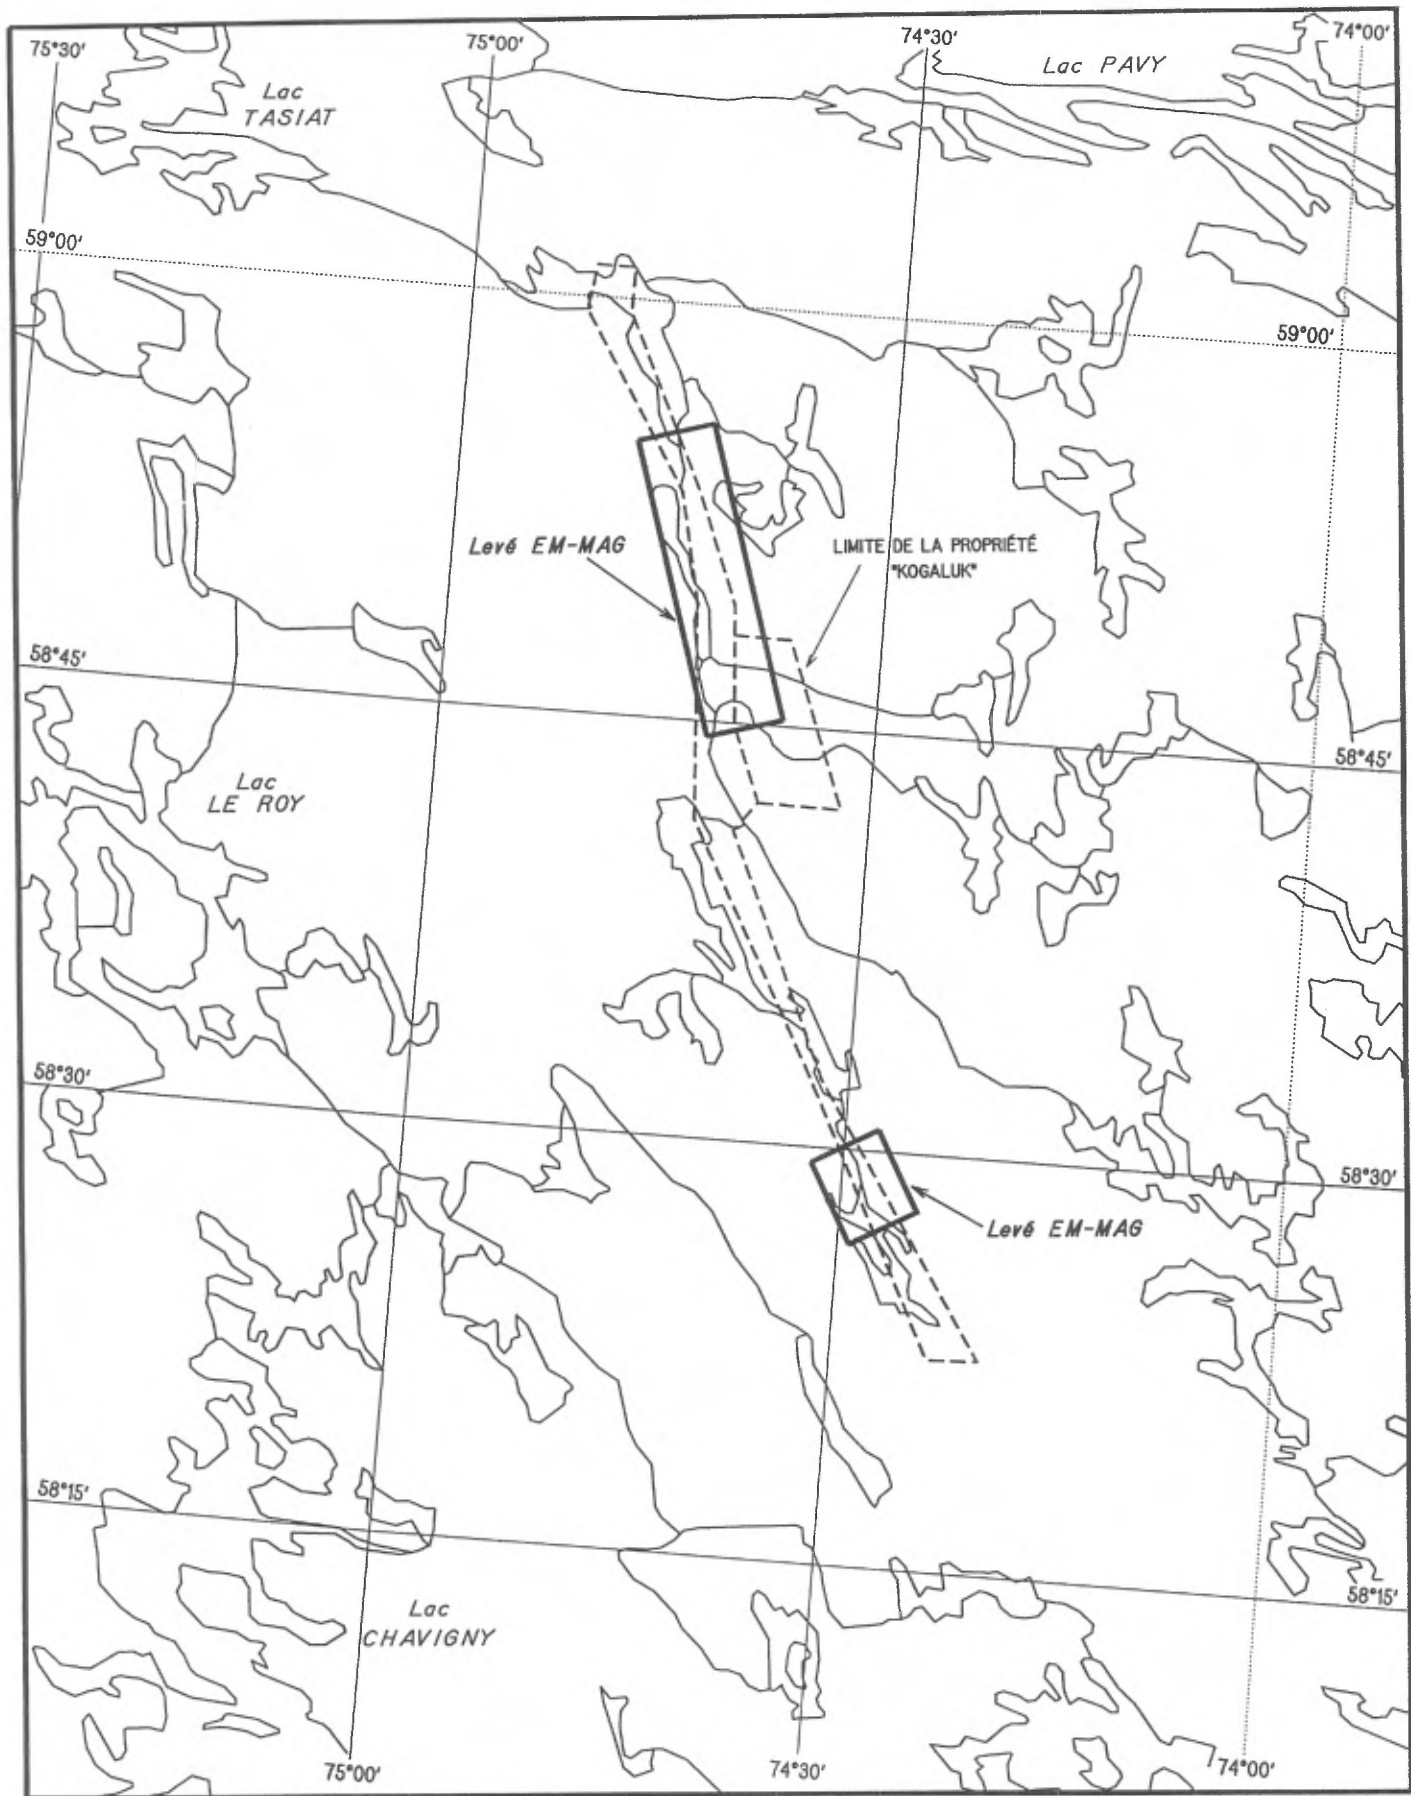 75°30'
75°00'
74°30'
74°00'
Lac PAVY
Lac
TASIAT
59°00'
59°00'
Levé EM-MAG
LIMITE DE LA PROPRIÉTÉ
"KOGALUK"
58°45'
58°45'
Lac
LE ROY
58°30'
58°30'
Levé EM-MAG
58°15'
58°15'
Lac
CHAVIGNY
75°00'
74°30'
74°00'